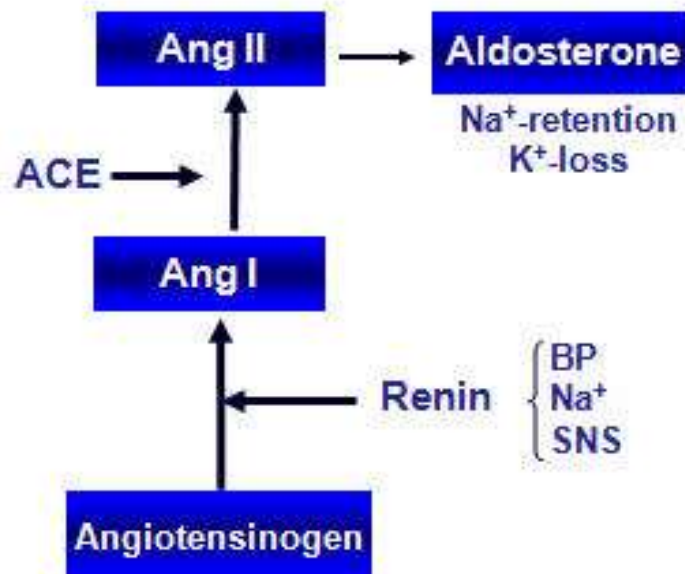 Ang II
Aldosterone
Na⁺-retention
K⁺-loss
ACE
Ang I
Renin
BP
Na⁺
SNS
Angiotensinogen